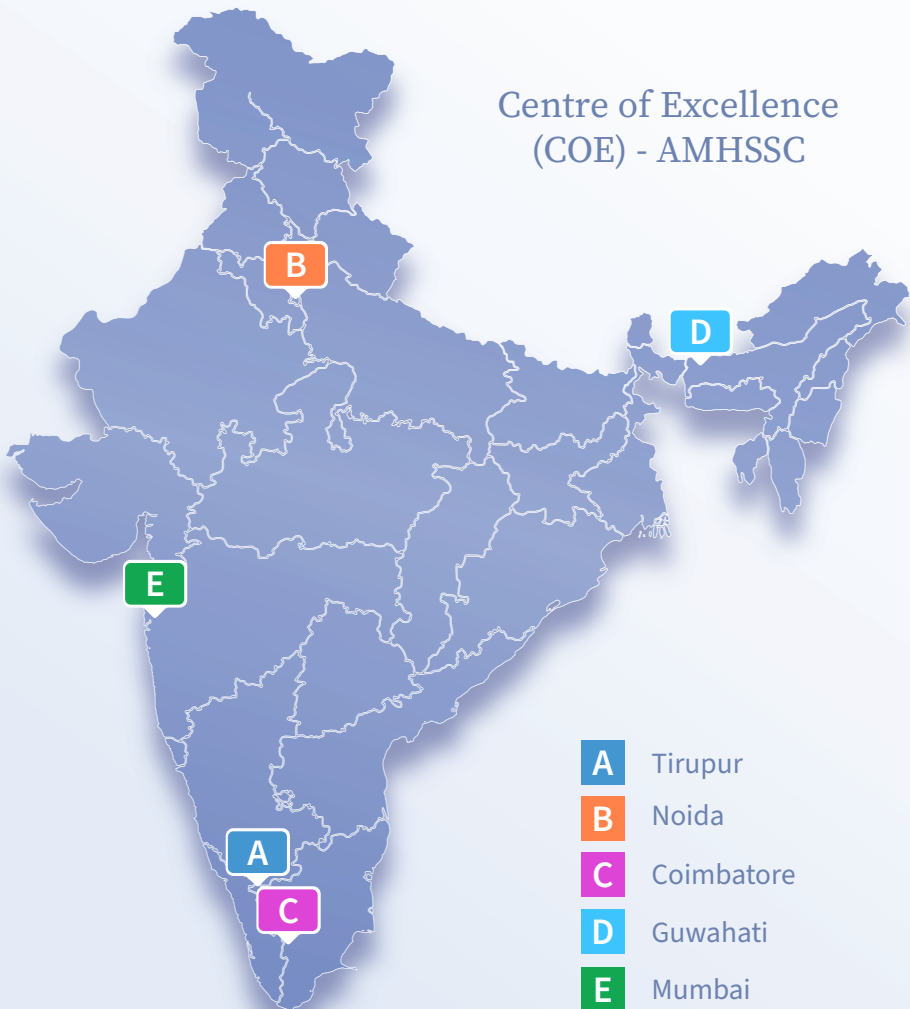 Centre of Excellence
(COE) - AMHSSC
B
D
E
A
C
A Tirupur
B Noida
C Coimbatore
D Guwahati
E Mumbai